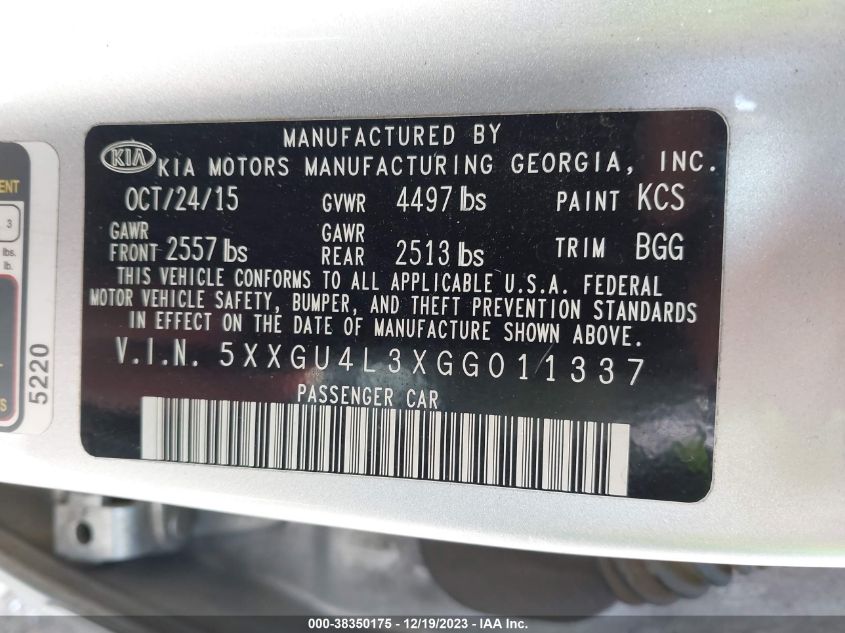 MANUFACTURED BY
KIA KIA MOTORS MANUFACTURING GEORGIA, INC.
OCT/24/15 GVWR 4497 lbs PAINT KCS
GAWR FRONT 2557 lbs GAWR REAR 2513 lbs TRIM BGG
THIS VEHICLE CONFORMS TO ALL APPLICABLE U.S.A. FEDERAL
MOTOR VEHICLE SAFETY, BUMPER, AND THEFT PREVENTION STANDARDS
IN EFFECT ON THE DATE OF MANUFACTURE SHOWN ABOVE.
V.I.N. 5XXGU4L3XGG011337
PASSENGER CAR
3
lbs.
lb.
5220
000-38350175 - 12/19/2023 - IAA Inc.